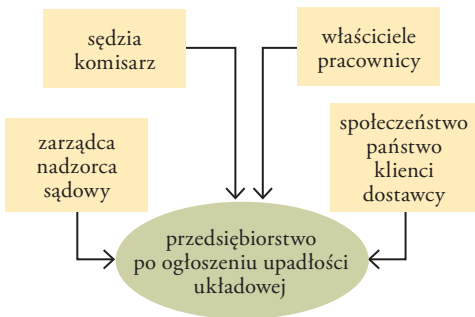 sędzia
komisarz
właściciele
pracownicy
zarządca
nadzorca
sądowy
społeczeństwo
państwo
klienci
dostawcy
przedsiębiorstwo
po ogłoszeniu upadłości
układowej